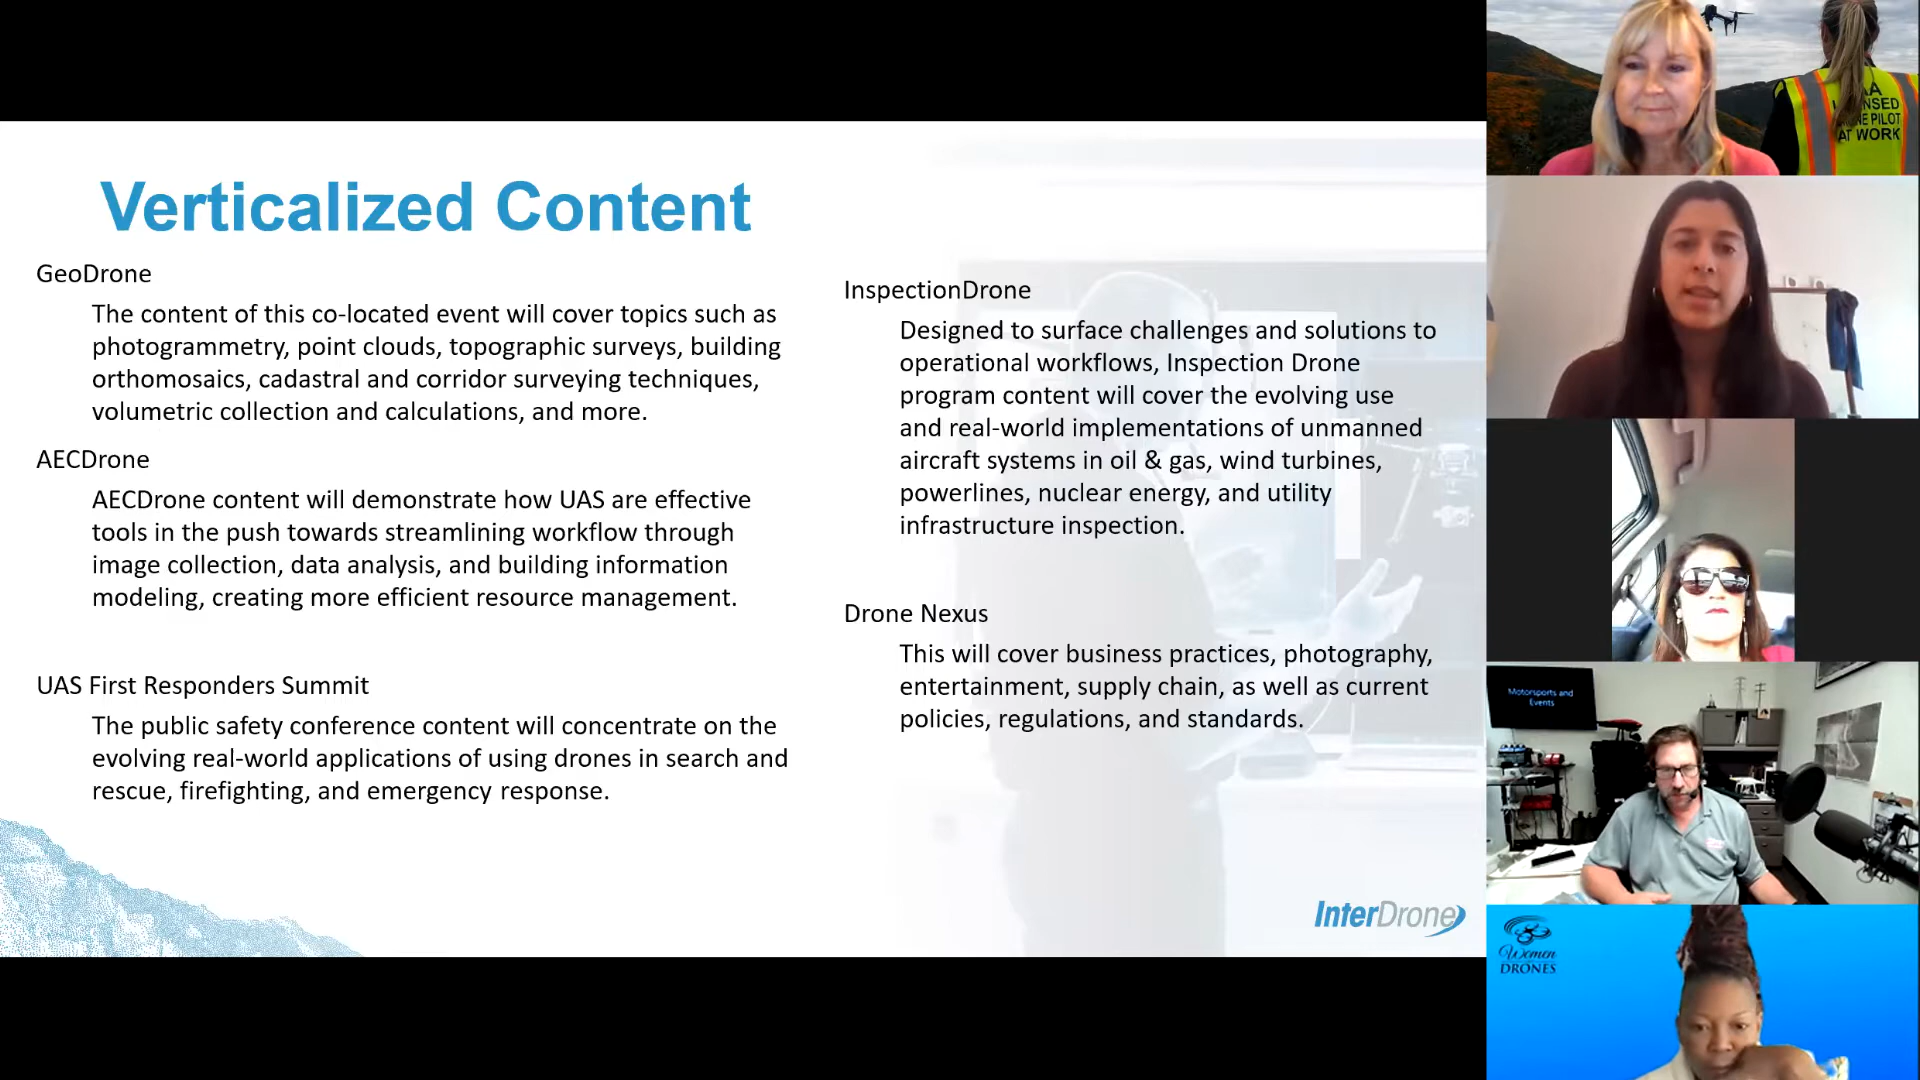 Verticalized Content
GeoDrone
The content of this co-located event will cover topics such as
photogrammetry, point clouds, topographic surveys, building
orthomosaics, cadastral and corridor surveying techniques,
volumetric collection and calculations, and more.
AECDrone
AECDrone content will demonstrate how UAS are effective
tools in the push towards streamlining workflow through
image collection, data analysis, and building information
modeling, creating more efficient resource management.
UAS First Responders Summit
The public safety conference content will concentrate on the
evolving real-world applications of using drones in search and
rescue, firefighting, and emergency response.
InspectionDrone
Designed to surface challenges and solutions to
operational workflows, Inspection Drone
program content will cover the evolving use
and real-world implementations of unmanned
aircraft systems in oil & gas, wind turbines,
powerlines, nuclear energy, and utility
infrastructure inspection.
Drone Nexus
This will cover business practices, photography,
entertainment, supply chain, as well as current
policies, regulations, and standards.
InterDrone
PILOT
AT WORK
Motorsports and
Events
Women
DRONES